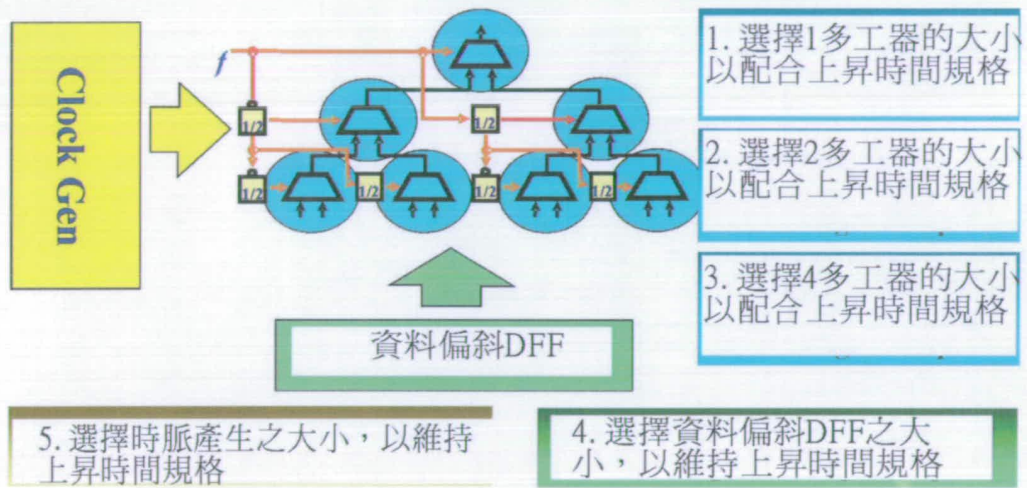 Clock Gen
f
1/2
1/2
1/2
1/2
1/2
1/2
1. 選擇1多工器的大小
以配合上昇時間規格
2. 選擇2多工器的大小
以配合上昇時間規格
3. 選擇4多工器的大小
以配合上昇時間規格
資料偏斜DFF
5. 選擇時脈產生之大小，以維持
上昇時間規格
4. 選擇資料偏斜DFF之大
小，以維持上昇時間規格